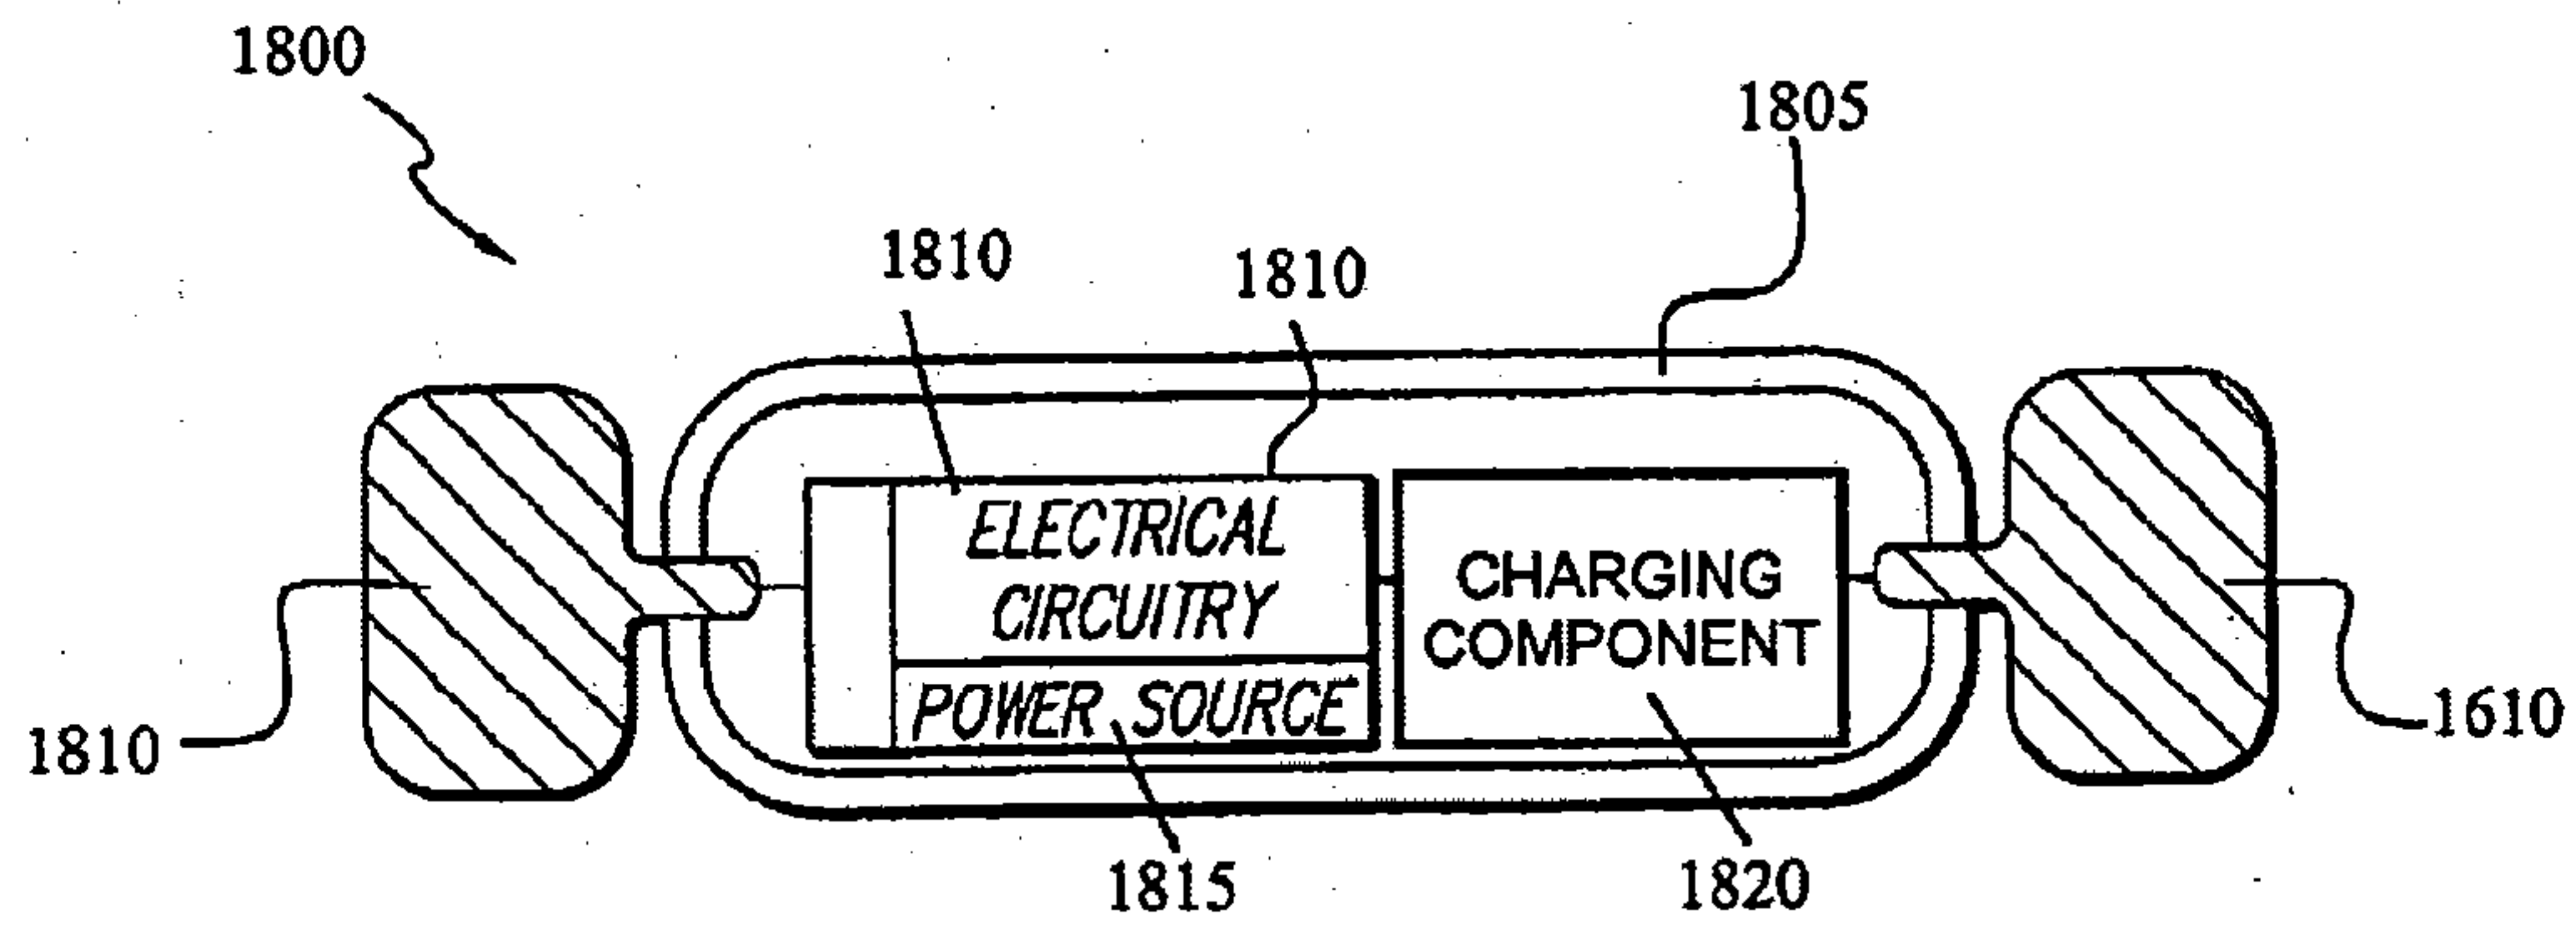 1800
1805
1810
1810
ELECTRICAL
CIRCUITRY
CHARGING
COMPONENT
POWER SOURCE
1810
1610
1815
1820